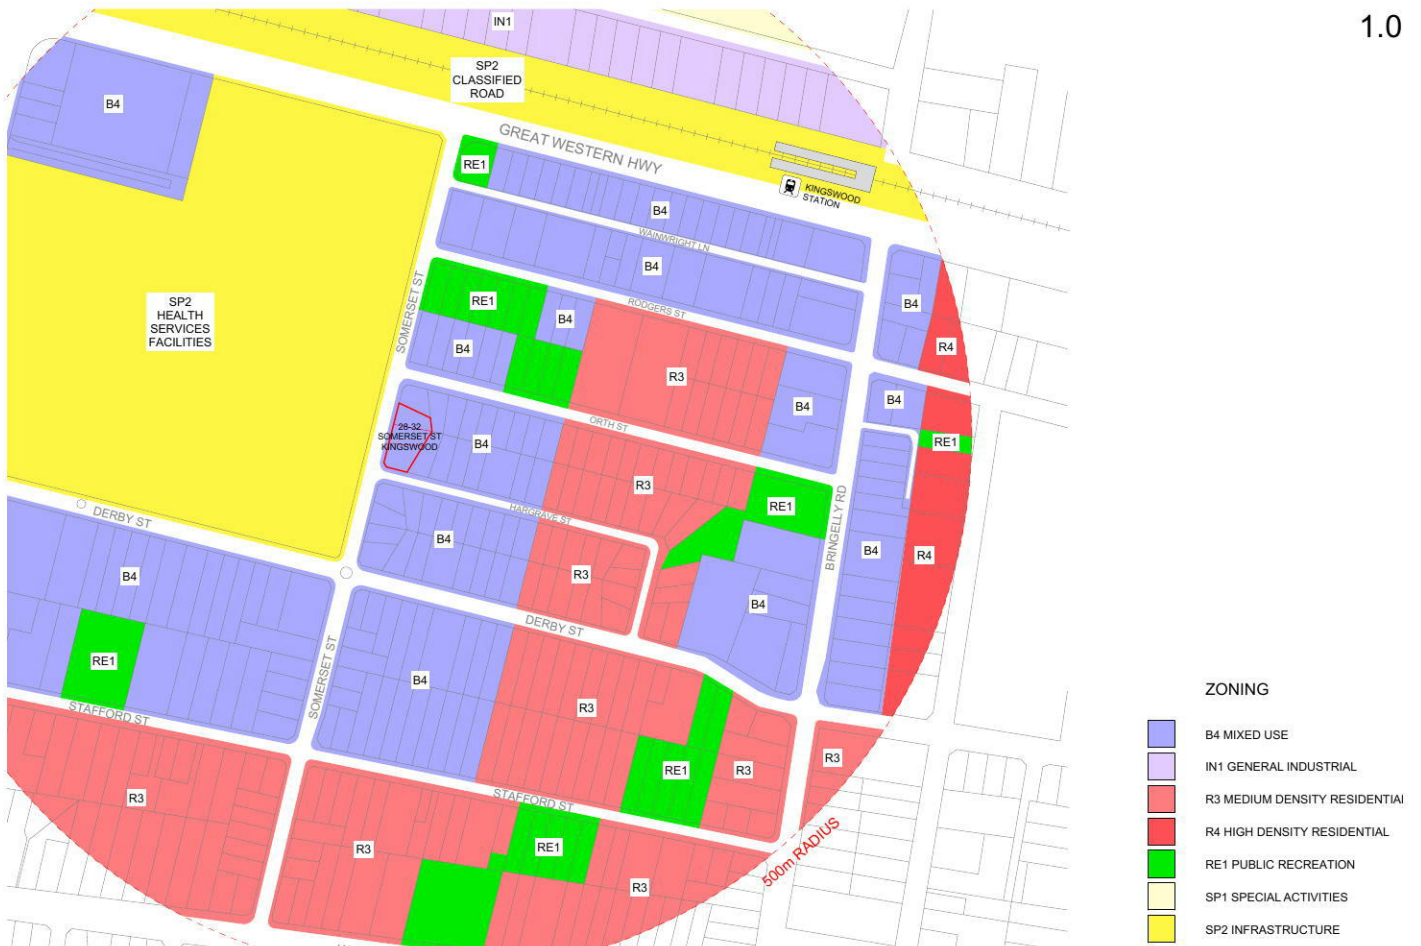 1.0
IN1
SP2
CLASSIFIED
ROAD
B4
GREAT WESTERN HWY
RE1
KINGSWOOD
STATION
B4
WAINWRIGHT LN
B4
SP2
HEALTH
SERVICES
FACILITIES
SOMERSET ST
RE1
RODGERS ST
B4
B4
B4
R4
R3
B4
B4
ORTH ST
28-32
SOMERSET ST
KINGSWOOD
B4
RE1
R3
RE1
BRINGELLY RD
HARGRAVE ST
DERBY ST
B4
B4
R4
B4
R3
B4
DERBY ST
RE1
SOMERSET ST
B4
R3
STAFFORD ST
RE1
R3
R3
R3
STAFFORD ST
R3
RE1
500m RADIUS
R3
ZONING
B4 MIXED USE
IN1 GENERAL INDUSTRIAL
R3 MEDIUM DENSITY RESIDENTIAL
R4 HIGH DENSITY RESIDENTIAL
RE1 PUBLIC RECREATION
SP1 SPECIAL ACTIVITIES
SP2 INFRASTRUCTURE